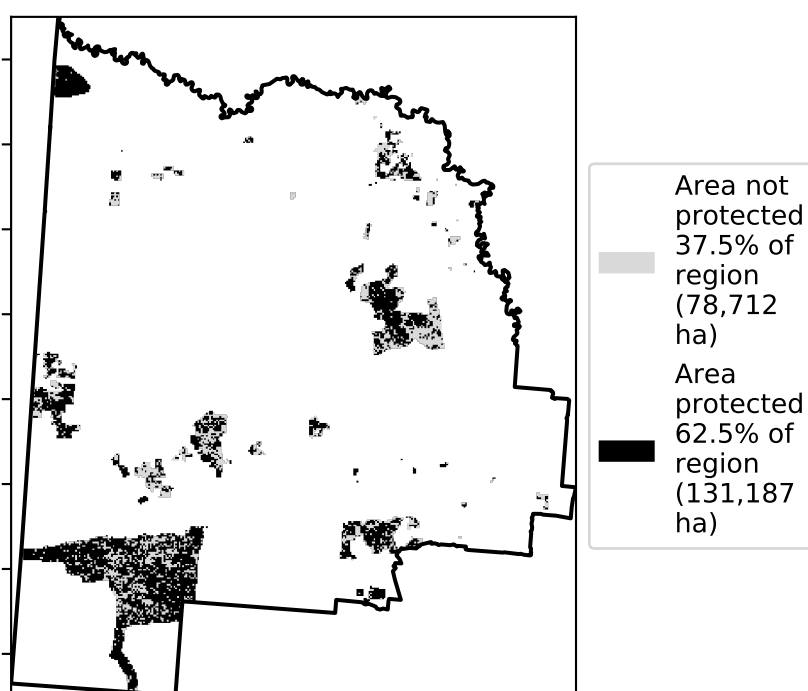 Area not
protected
37.5% of
region
(78,712
ha)
Area
protected
62.5% of
region
(131,187
ha)